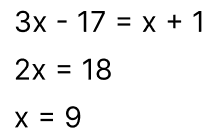 3x - 17 = x + 1
2x = 18
x = 9